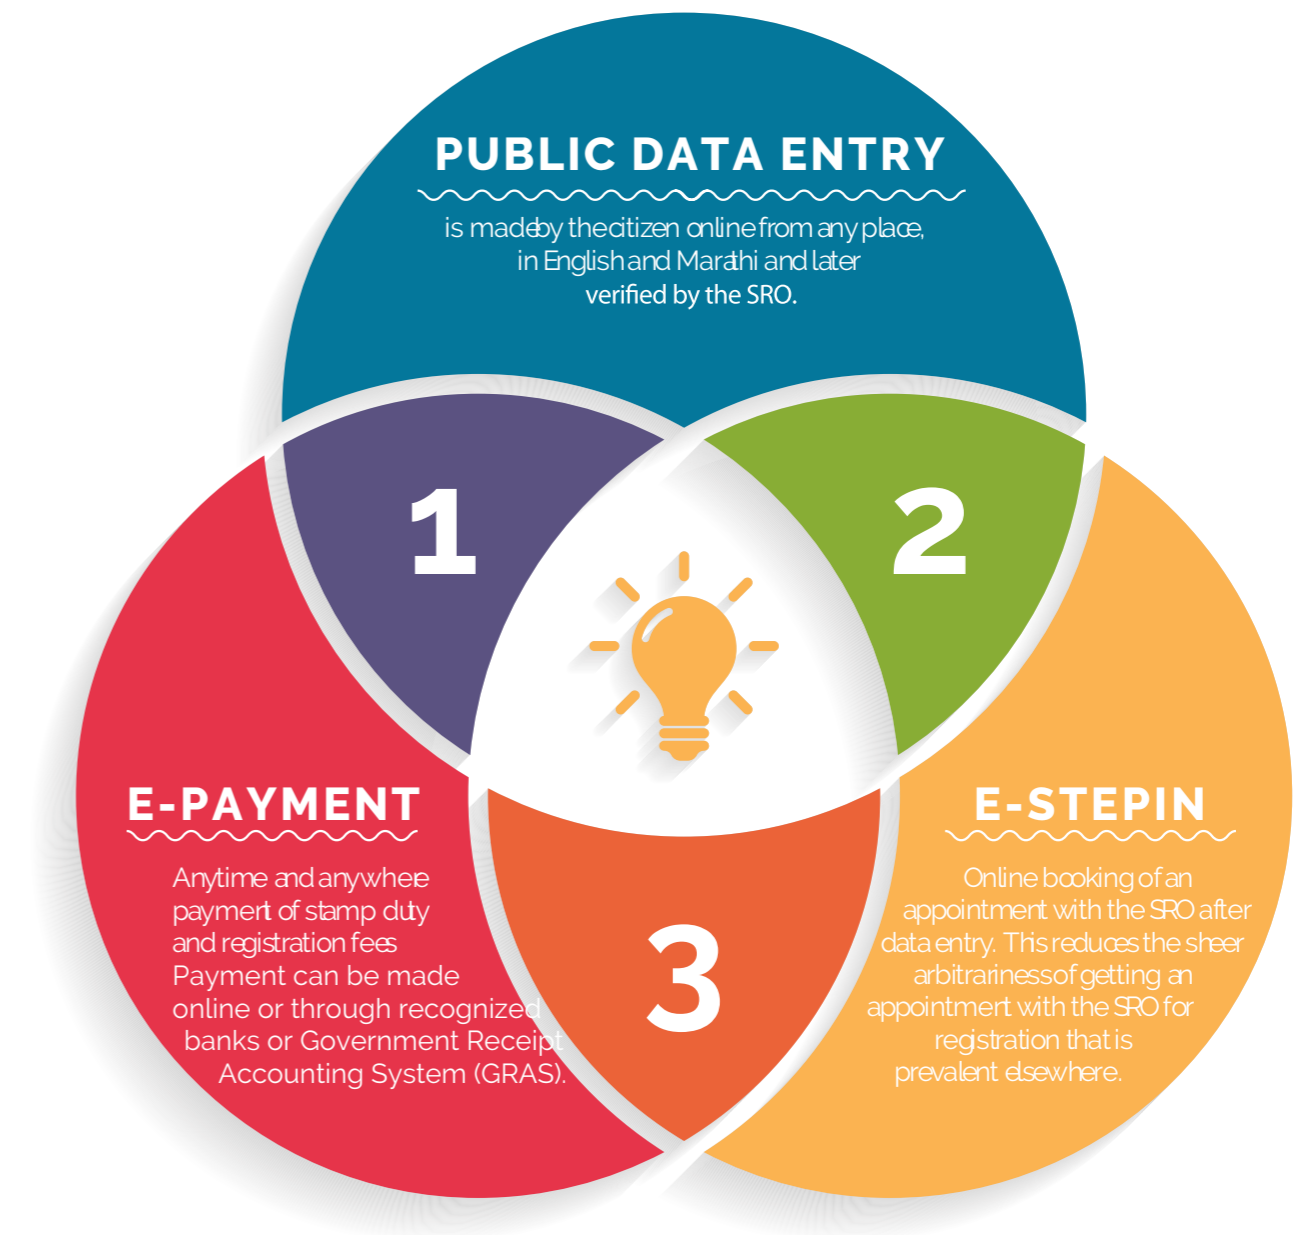 PUBLIC DATA ENTRY
is made by the citizen online from any place,
in English and Marathi and later
verified by the SRO.
1
2
E-PAYMENT
Anytime and anywhere
payment of stamp duty
and registration fees
Payment can be made
online or through recognized
banks or Government Receipt
Accounting System (GRAS).
E-STEPIN
Online booking of an
appointment with the SRO after
data entry. This reduces the sheer
arbitrariness of getting an
appointment with the SRO for
registration that is
prevalent elsewhere.
3